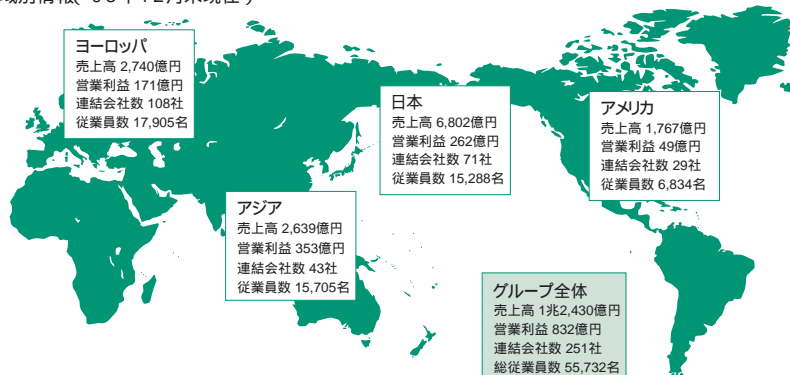 ヨーロッパ
売上高 2,740億円
営業利益 171億円
連結会社数 108社
従業員数 17,905名
日本
売上高 6,802億円
営業利益 262億円
連結会社数 71社
従業員数 15,288名
アメリカ
売上高 1,767億円
営業利益 49億円
連結会社数 29社
従業員数 6,834名
アジア
売上高 2,639億円
営業利益 353億円
連結会社数 43社
従業員数 15,705名
グループ全体
売上高 1兆2,430億円
営業利益 832億円
連結会社数 251社
総従業員数 55,732名